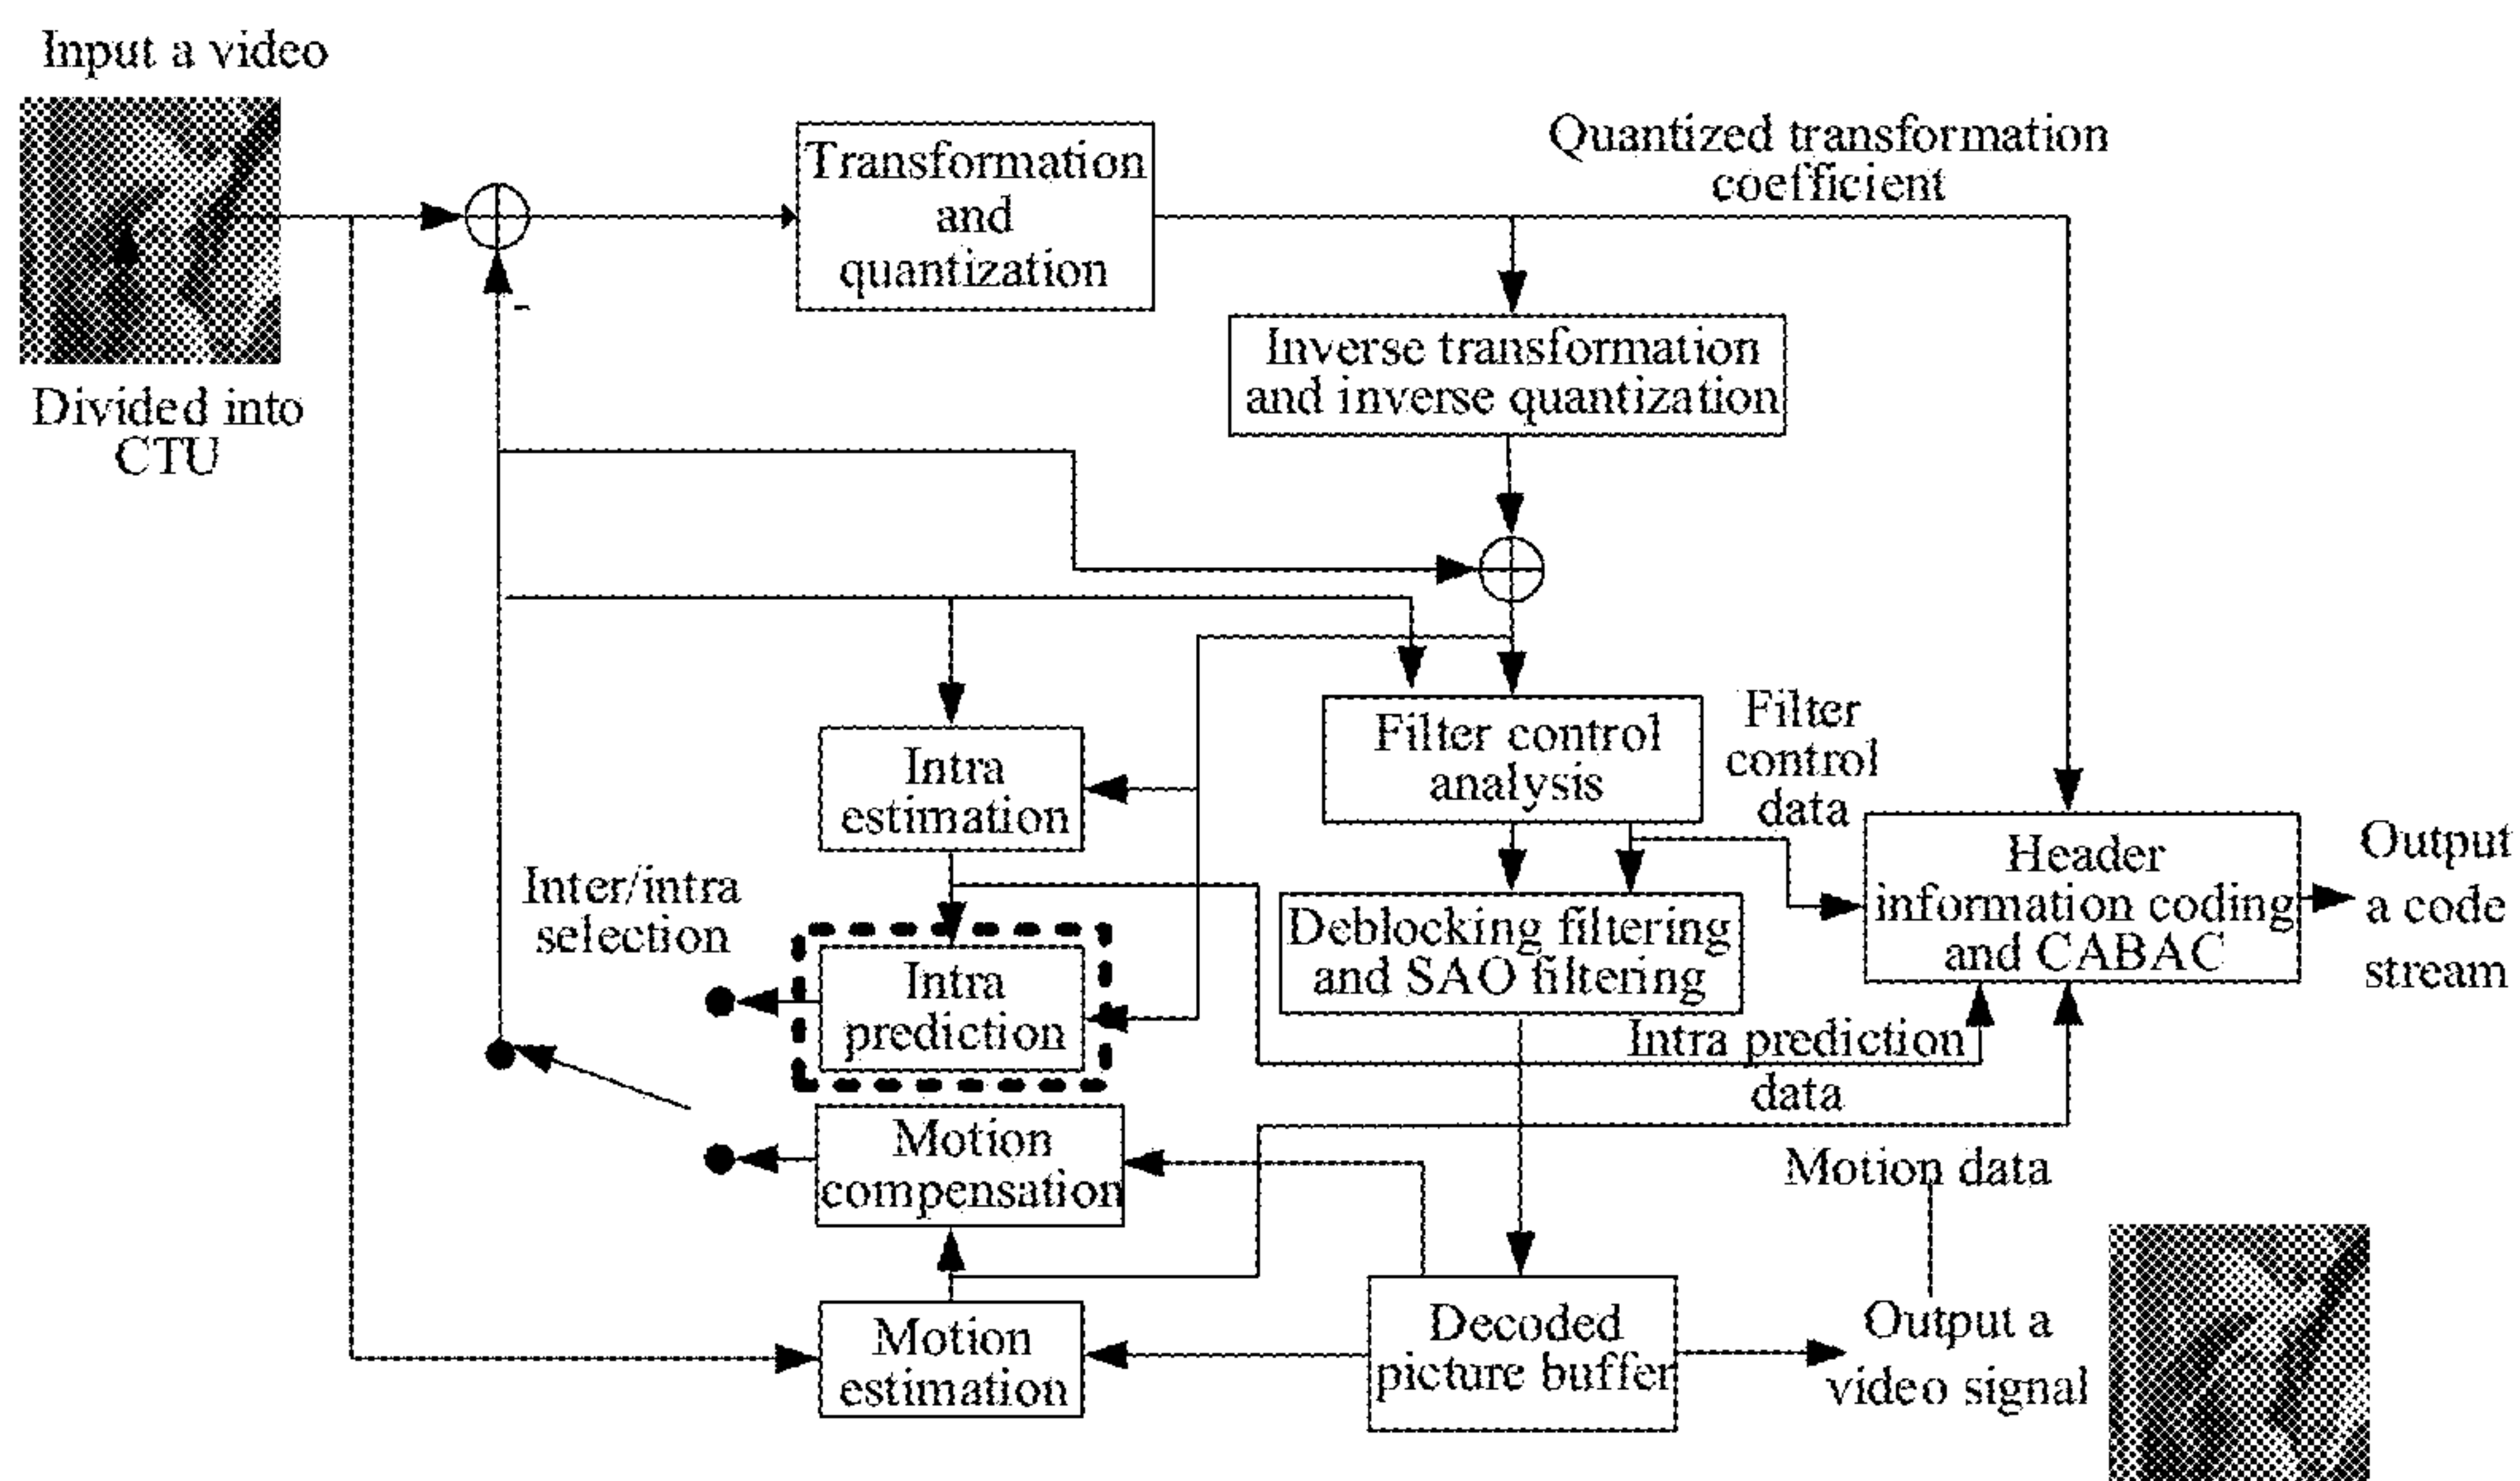 Input a video
Divided into
CTU
Transformation
and
quantization
Quantized transformation
coefficient
-
Inverse transformation
and inverse quantization
Intra
estimation
Filter control
analysis
Filter
control
data
Header
information coding
and CABAC
Output
a code
stream
Inter/intra
selection
Intra
prediction
Deblocking filtering
and SAO filtering
Intra prediction
data
Motion
compensation
Motion data
Motion
estimation
Decoded
picture buffer
Output a
video signal